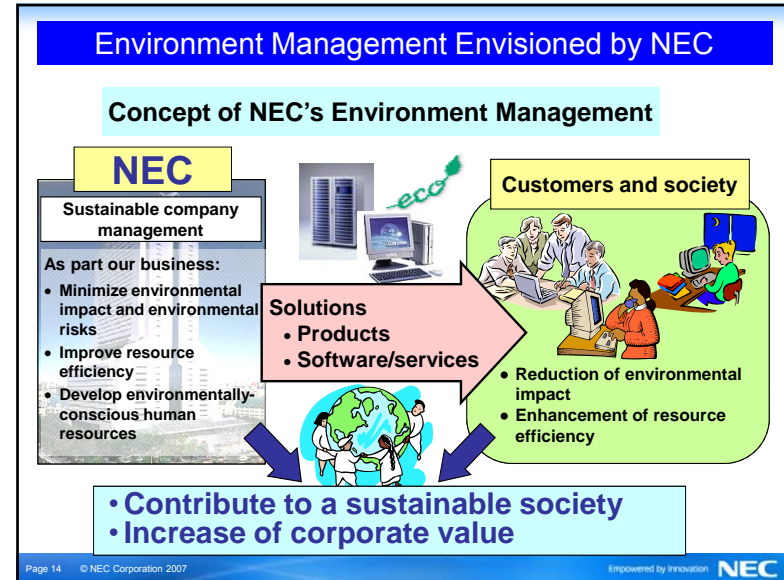 Environment Management Envisioned by NEC
Concept of NEC's Environment Management
NEC
Sustainable company
management
As part our business:
• Minimize environmental
impact and environmental
risks
• Improve resource
efficiency
• Develop environmentally-
conscious human
resources
eco
Solutions
• Products
• Software/services
Customers and society
• Reduction of environmental
impact
• Enhancement of resource
efficiency
• Contribute to a sustainable society
• Increase of corporate value
Page 14 © NEC Corporation 2007
Empowered by Innovation NEC